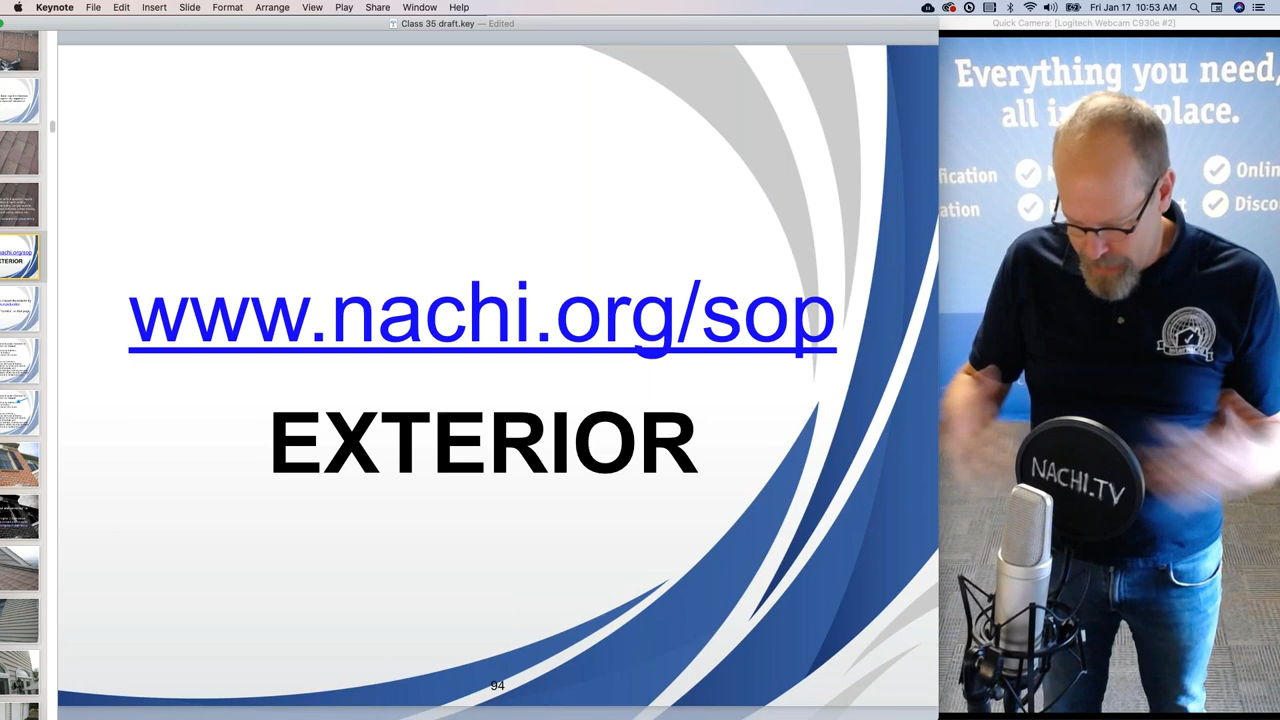 Keynote File Edit Insert Slide Format Arrange View Play Share Window Help Fri Jan 17 10:53 AM
Class 35 draft.key — Edited
Quick Camera: [Logitech Webcam C930e #2]
www.nachi.org/sop
EXTERIOR
94
Everything you need,
all in place.
fication Onlin
ation t Disco
NACHI.TV